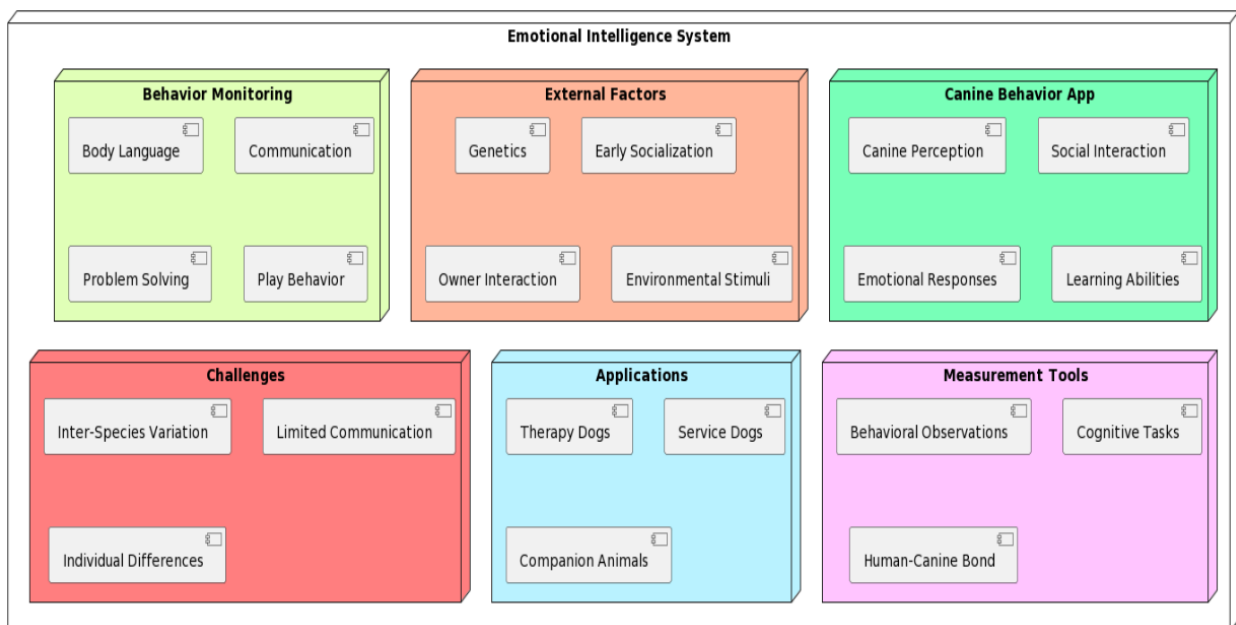 Emotional Intelligence System
Behavior Monitoring
Body Language
Communication
Problem Solving
Play Behavior
External Factors
Genetics
Early Socialization
Owner Interaction
Environmental Stimuli
Canine Behavior App
Canine Perception
Social Interaction
Emotional Responses
Learning Abilities
Challenges
Inter-Species Variation
Limited Communication
Individual Differences
Applications
Therapy Dogs
Service Dogs
Companion Animals
Measurement Tools
Behavioral Observations
Cognitive Tasks
Human-Canine Bond